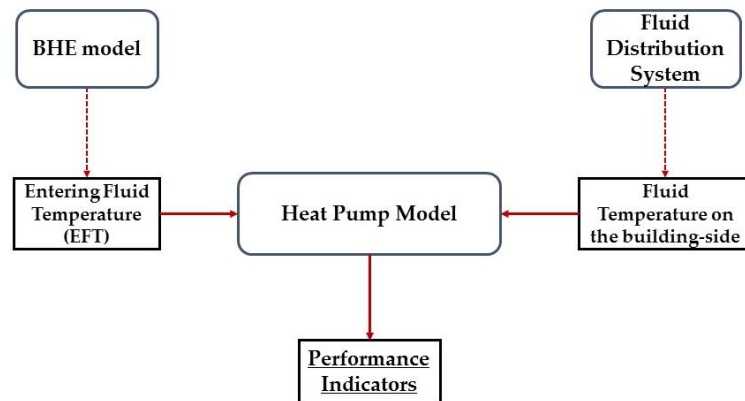 BHE model
Fluid
Distribution
System
Entering Fluid
Temperature
(EFT)
Heat Pump Model
Fluid
Temperature on
the building-side
Performance
Indicators